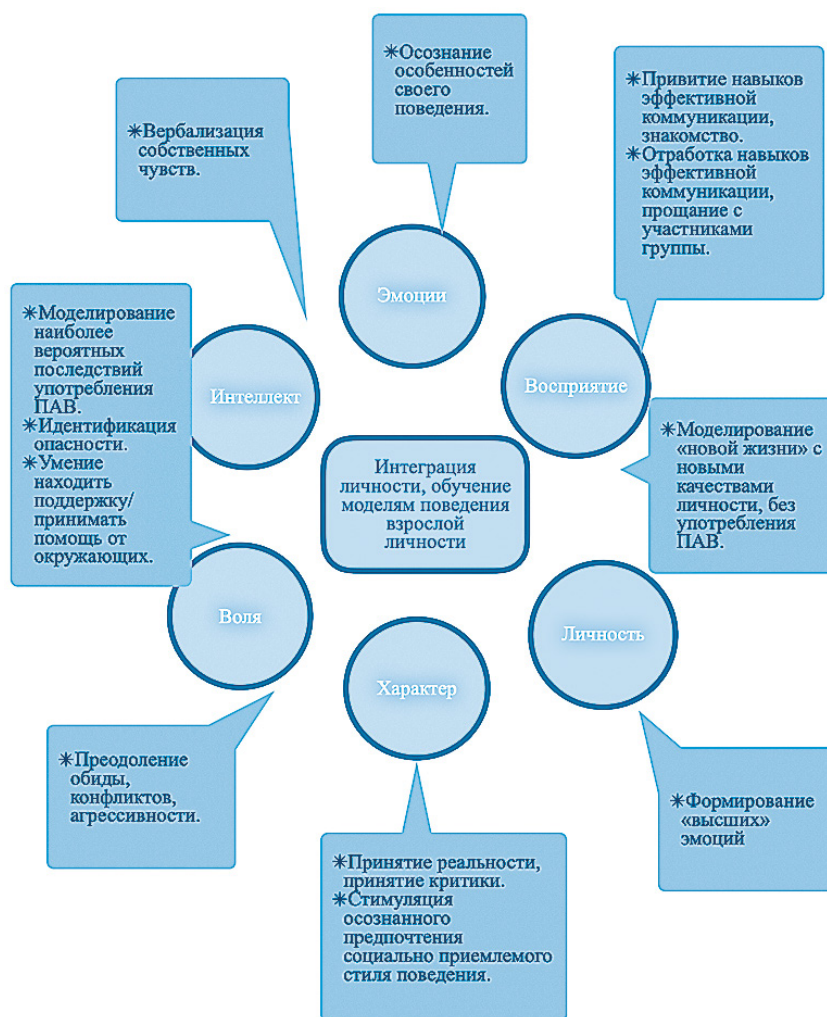 ✳Осознание
особенностей
своего
поведения.
✳Привитие навыков
эффективной
коммуникации,
знакомство.
✳Отработка навыков
эффективной
коммуникации,
прощание с
участниками
группы.
✳Вербализация
собственных
чувств.
Эмоции
✳Моделирование
наиболее
вероятных
последствий
употребления
ПАВ.
✳Идентификация
опасности.
✳Умение
находить
поддержку/
принимать
помощь от
окружающих.
Интеллект
Восприятие
Интеграция
личности, обучение
моделям поведения
взрослой
личности
✳Моделирование
«новой жизни» с
новыми
качествами
личности, без
употребления
ПАВ.
Воля
Личность
Характер
✳Преодоление
обиды,
конфликтов,
агрессивности.
✳Формирование
«высших»
эмоций
✳Принятие реальности,
принятие критики.
✳Стимуляция
осознанного
предпочтения
социально приемлемого
стиля поведения.